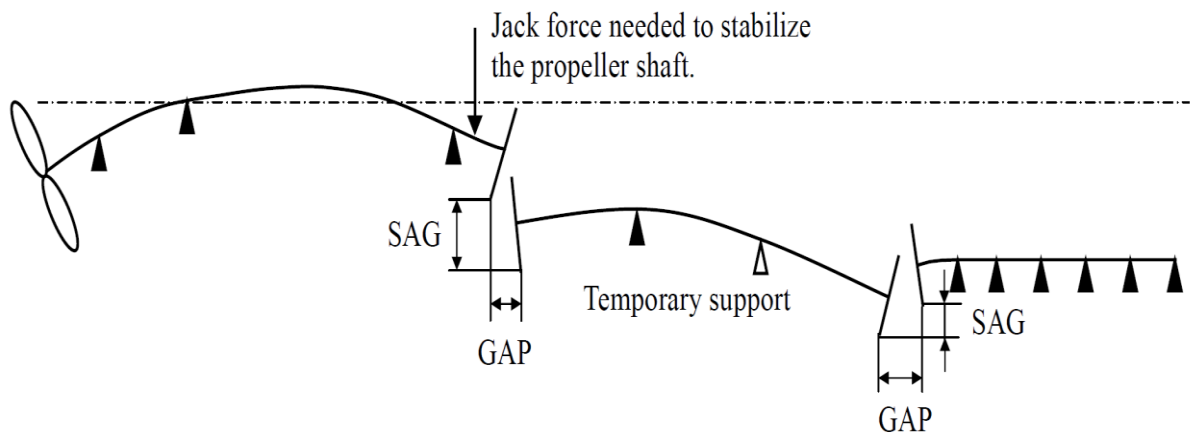 Jack force needed to stabilize
the propeller shaft.
SAG
GAP
Temporary support
SAG
GAP